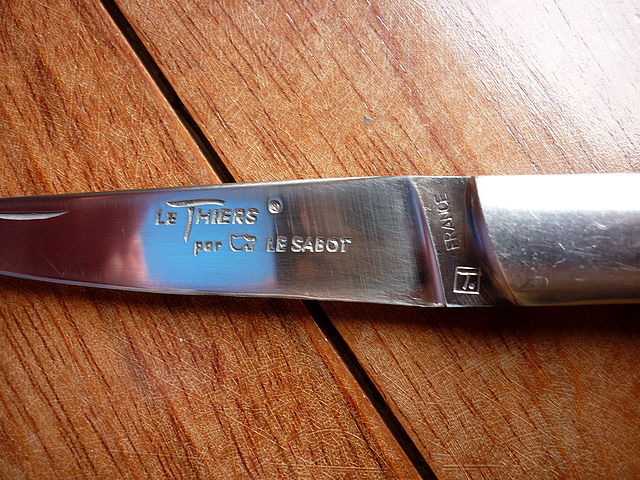 LE THIERS ®
par LE SABOT
FRANCE
T.